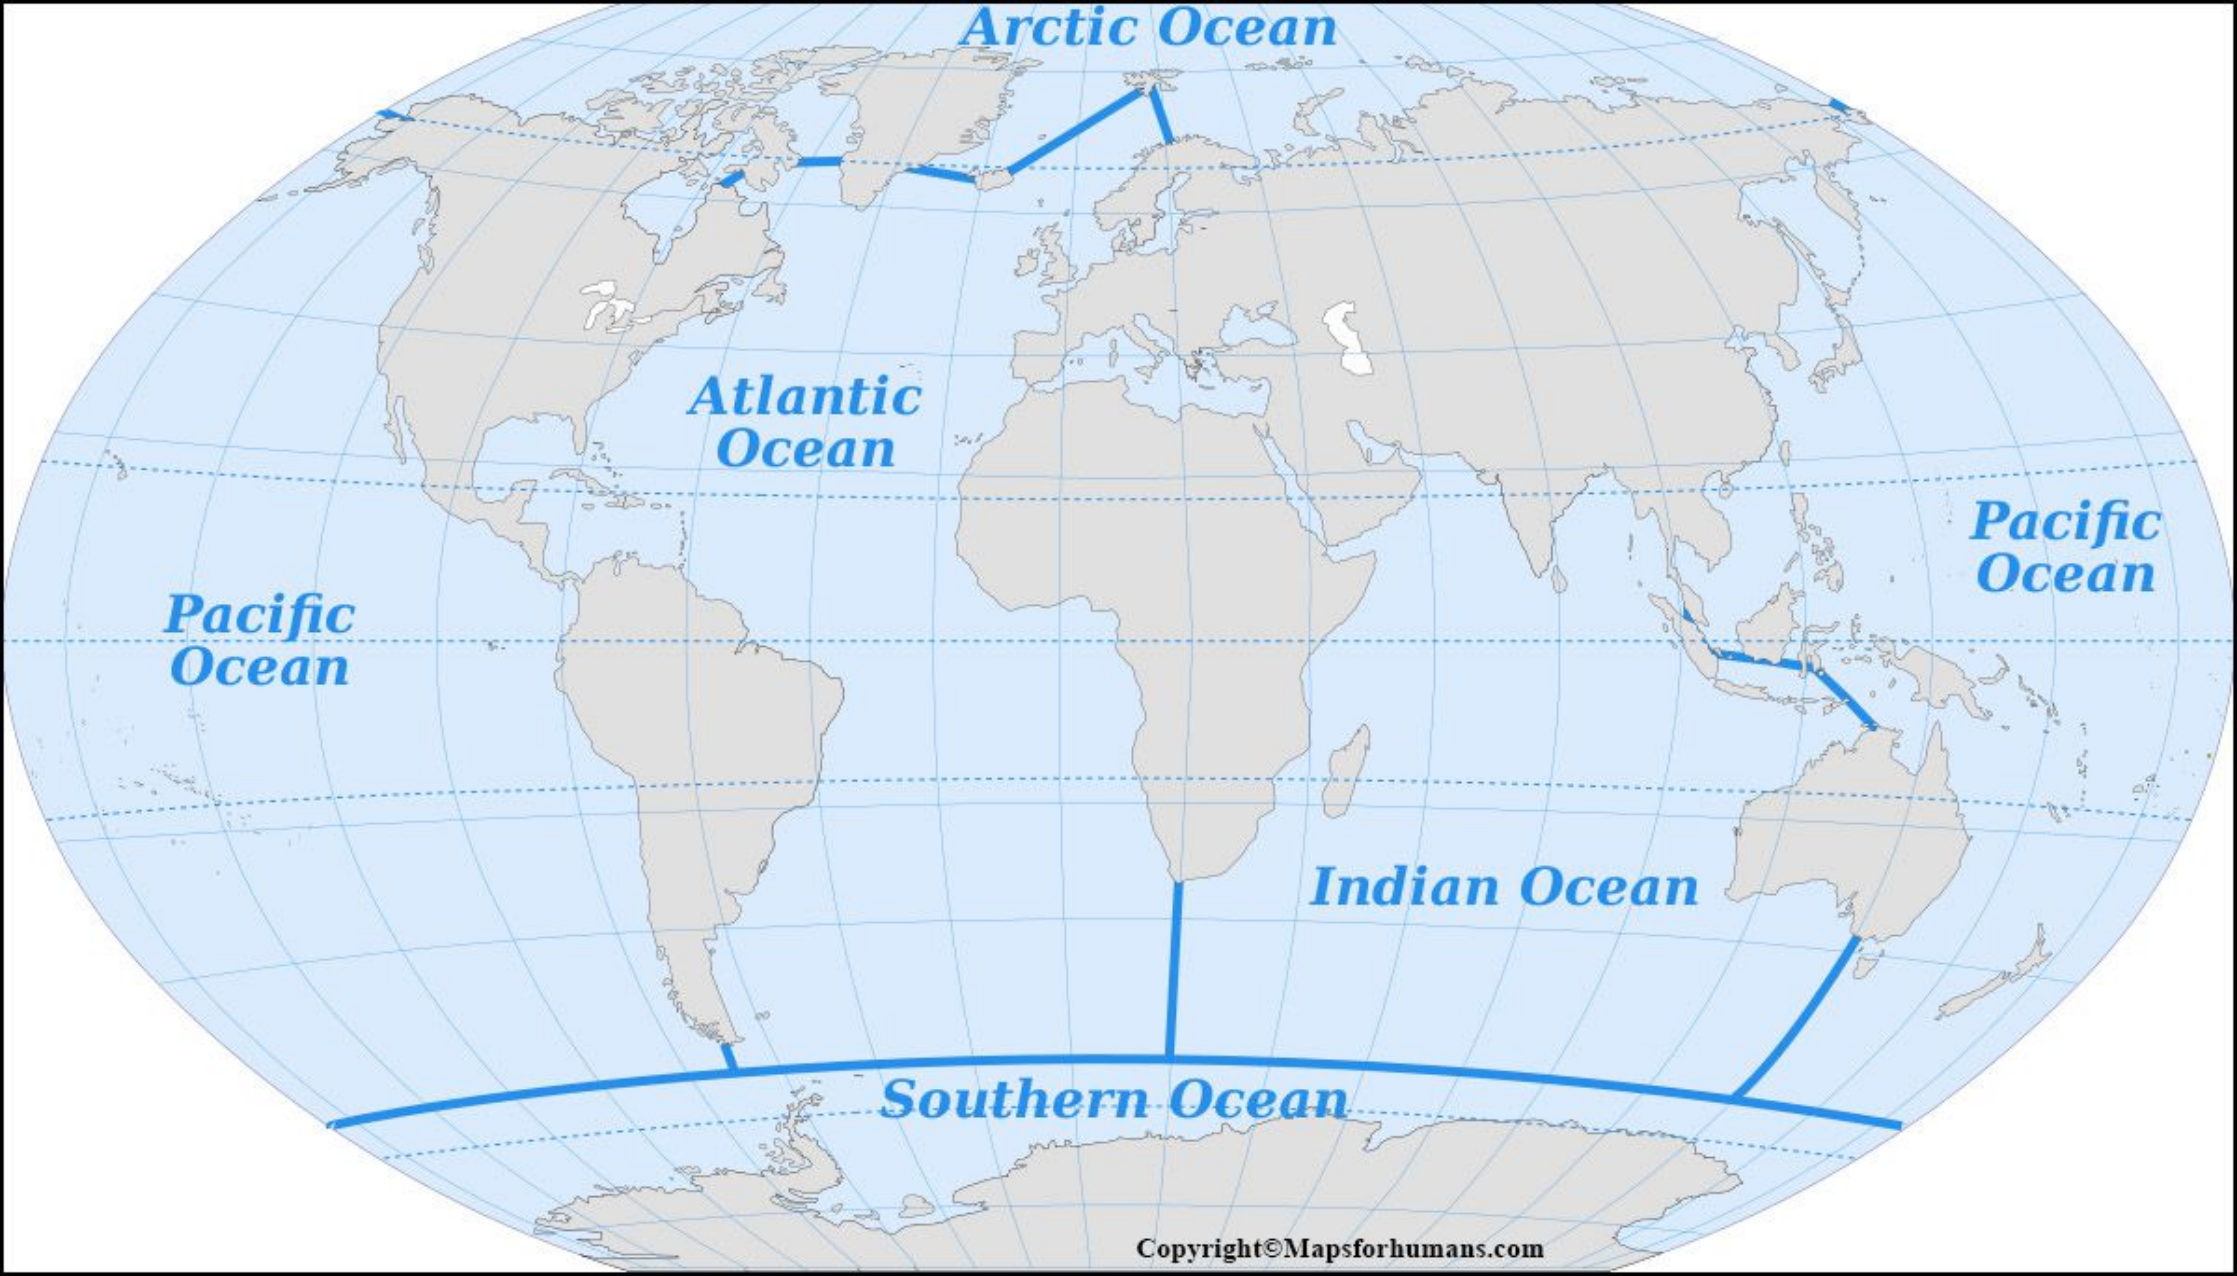 Arctic Ocean
Atlantic
Ocean
Pacific
Ocean
Pacific
Ocean
Indian Ocean
Southern Ocean
Copyright©Mapsforhumans.com